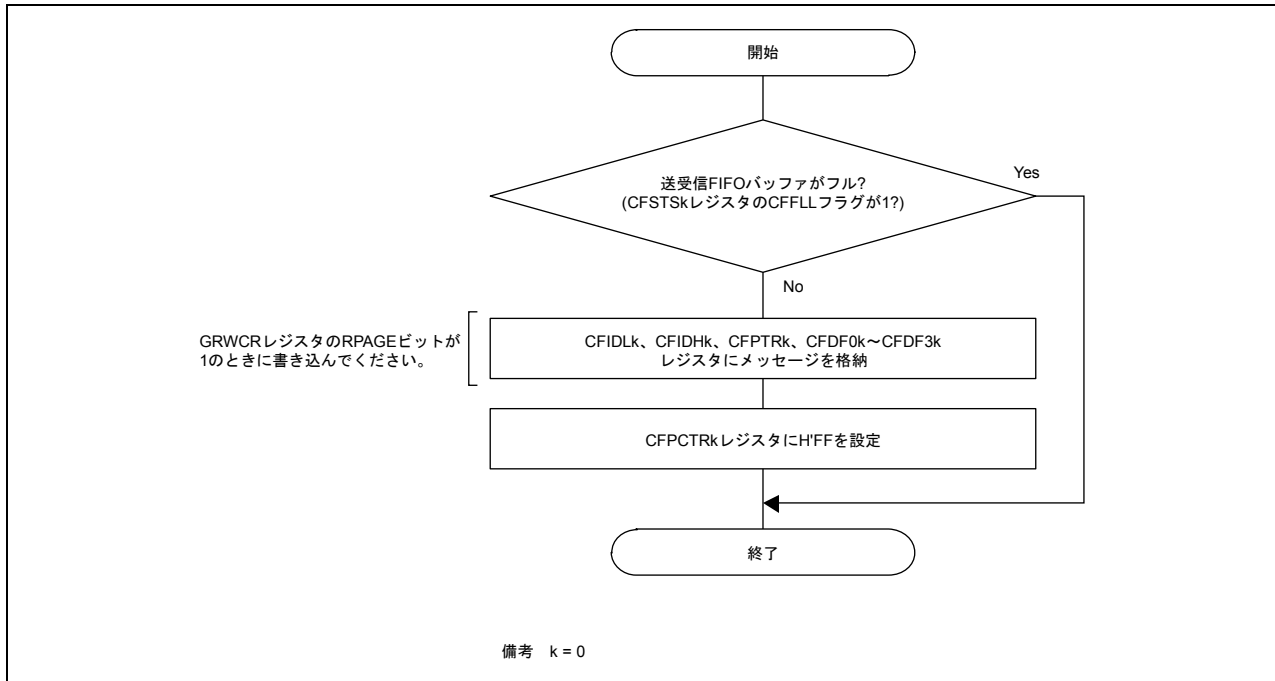 開始
送受信FIFOバッファがフル?
(CFSTSkレジスタのCFFLLフラグが1?)
Yes
No
GRWCRレジスタのRPAGEビットが
1のときに書き込んでください。
CFIDLk、CFIDHk、CFPTRk、CFDF0k～CFDF3k
レジスタにメッセージを格納
CFPCTRkレジスタにH'FFを設定
終了
備考 k = 0